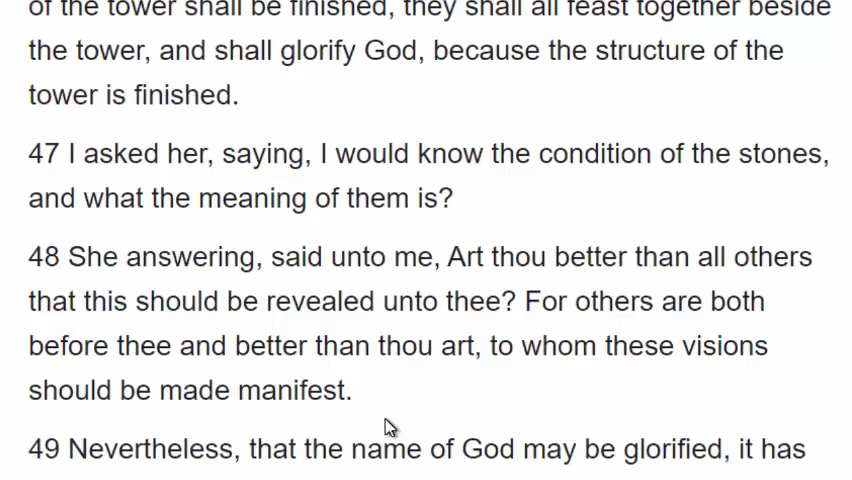 of the tower shall be finished, they shall all feast together beside
the tower, and shall glorify God, because the structure of the
tower is finished.
47 I asked her, saying, I would know the condition of the stones,
and what the meaning of them is?
48 She answering, said unto me, Art thou better than all others
that this should be revealed unto thee? For others are both
before thee and better than thou art, to whom these visions
should be made manifest.
49 Nevertheless, that the name of God may be glorified, it has